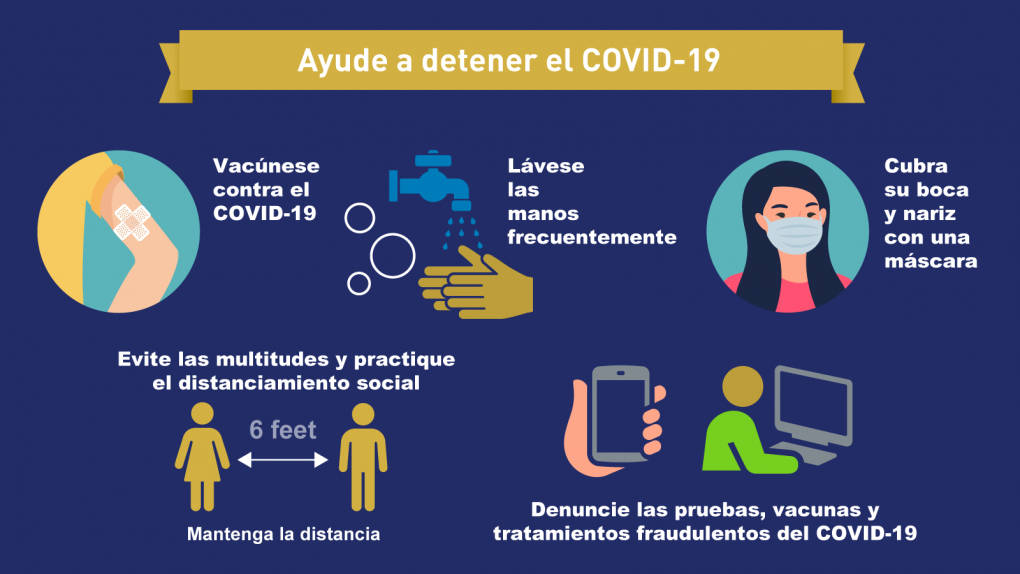 Ayude a detener el COVID-19
Vacúnese
contra el
COVID-19
Lávese
las
manos
frecuentemente
Cubra
su boca
y nariz
con una
máscara
Evite las multitudes y practique
el distanciamiento social
6 feet
Mantenga la distancia
Denuncie las pruebas, vacunas y
tratamientos fraudulentos del COVID-19